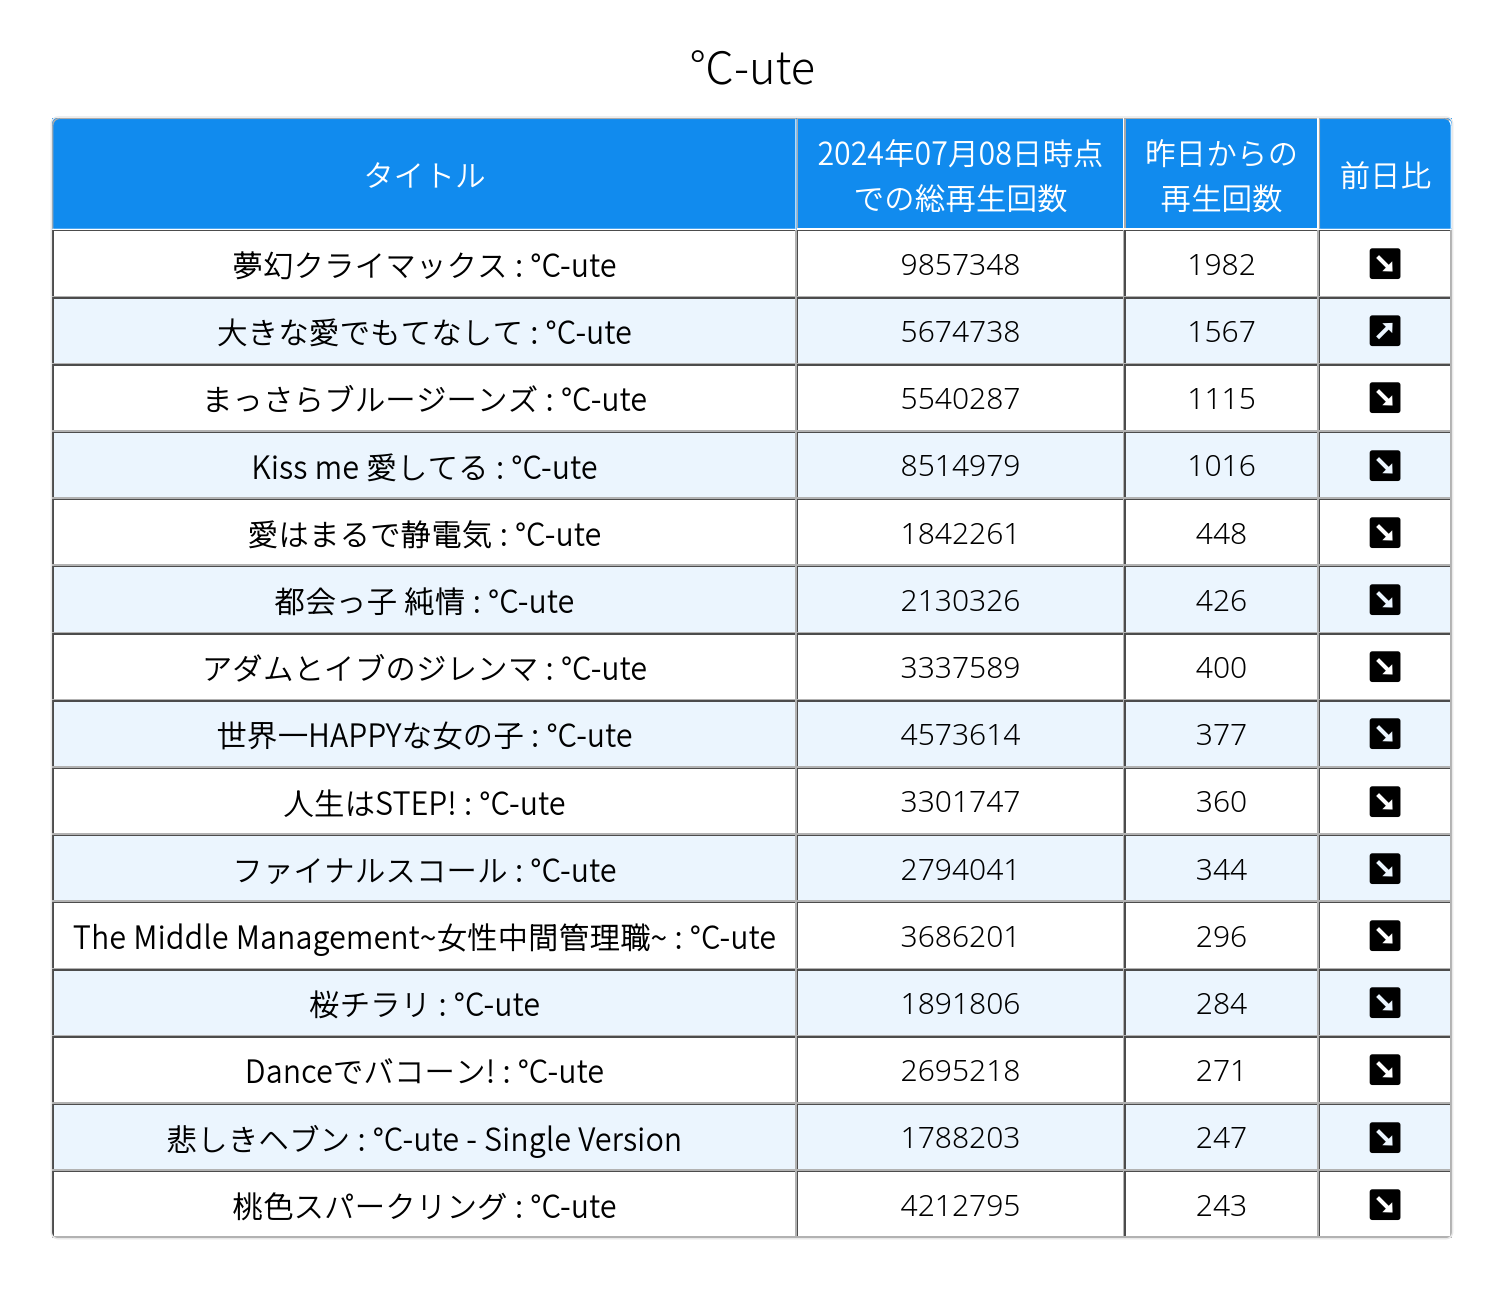 ℃-ute
タイトル
2024年07月08日時点
での総再生回数
昨日からの
再生回数
前日比
夢幻クライマックス : ℃-ute 9857348 1982
大きな愛でもてなして : ℃-ute 5674738 1567
まっさらブルージーンズ : ℃-ute 5540287 1115
Kiss me 愛してる : ℃-ute 8514979 1016
愛はまるで静電気 : ℃-ute 1842261 448
都会っ子 純情 : ℃-ute 2130326 426
アダムとイブのジレンマ : ℃-ute 3337589 400
世界一HAPPYな女の子 : ℃-ute 4573614 377
人生はSTEP! : ℃-ute 3301747 360
ファイナルスコール : ℃-ute 2794041 344
The Middle Management~女性中間管理職~ : ℃-ute 3686201 296
桜チラリ : ℃-ute 1891806 284
Danceでバコーン! : ℃-ute 2695218 271
悲しきヘブン : ℃-ute - Single Version 1788203 247
桃色スパークリング : ℃-ute 4212795 243